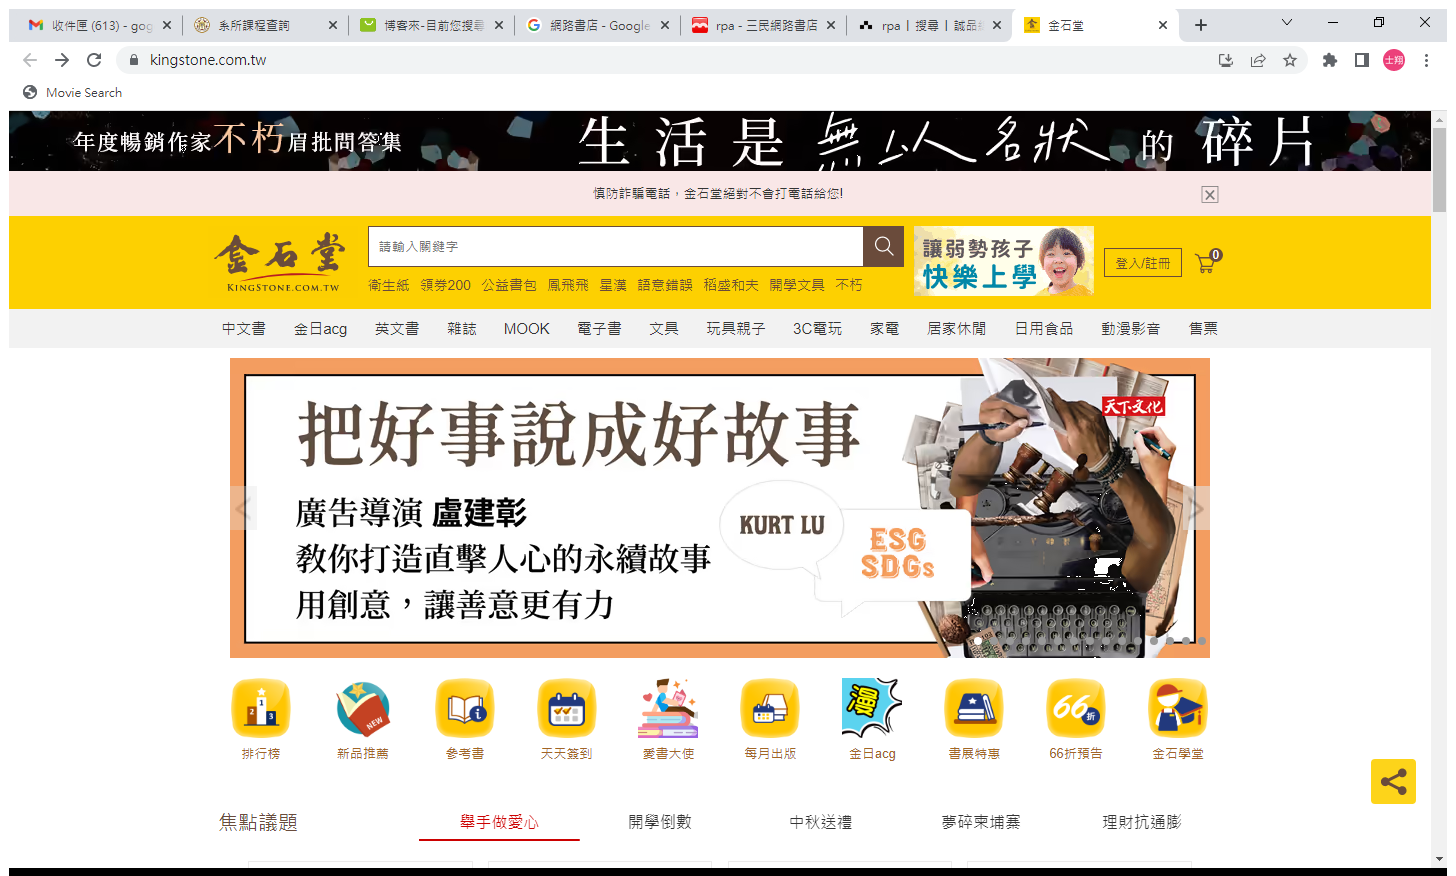 收件匣 (613) - gog
系所課程查詢
博客來-目前您搜尋
網路書店 - Google
rpa - 三民網路書店
rpa | 搜尋 | 誠品
金石堂
kingstone.com.tw
士翔
Movie Search
年度暢銷作家不朽眉批問答集
生活是無以名狀的碎片
慎防詐騙電話，金石堂絕對不會打電話給您!
金石堂
KINGSTONE.COM.TW
請輸入關鍵字
衛生紙 領券200 公益書包 鳳飛飛 星漢 語意錯誤 稻盛和夫 開學文具 不朽
讓弱勢孩子
快樂上學
登入/註冊
0
中文書 金日acg 英文書 雜誌 MOOK 電子書 文具 玩具親子 3C電玩 家電 居家休閒 日用食品 動漫影音 售票
把好事說成好故事
天下文化
廣告導演 盧建彰
教你打造直擊人心的永續故事
用創意，讓善意更有力
KURT LU
ESG
SDGs
1
2
3
NEW
漫
66折
排行榜 新品推薦 參考書 天天簽到 愛書大使 每月出版 金日acg 書展特惠 66折預告 金石學堂
焦點議題 舉手做愛心 開學倒數 中秋送禮 夢碎柬埔寨 理財抗通膨